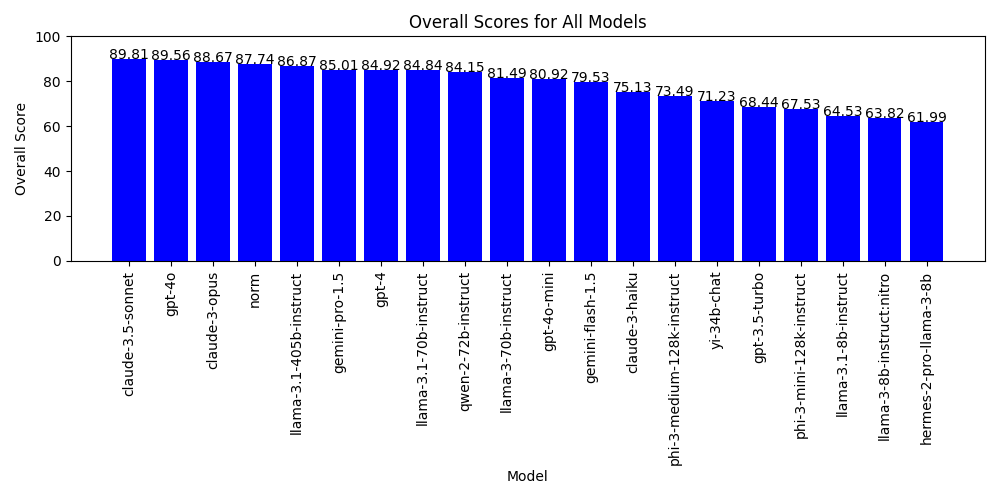 Overall Scores for All Models
100
80
60
40
20
0
Overall Score
89.81 89.56 88.67 87.74 86.87 85.01 84.92 84.84 84.15 81.49 80.92 79.53 75.13 73.49 71.23 68.44 67.53 64.53 63.82 61.99
claude-3.5-sonnet
gpt-4o
claude-3-opus
norm
llama-3.1-405b-instruct
gemini-pro-1.5
gpt-4
llama-3.1-70b-instruct
qwen-2-72b-instruct
llama-3-70b-instruct
gpt-4o-mini
gemini-flash-1.5
claude-3-haiku
phi-3-medium-128k-instruct
yi-34b-chat
gpt-3.5-turbo
phi-3-mini-128k-instruct
llama-3.1-8b-instruct
llama-3-8b-instruct:nitro
hermes-2-pro-llama-3-8b
Model